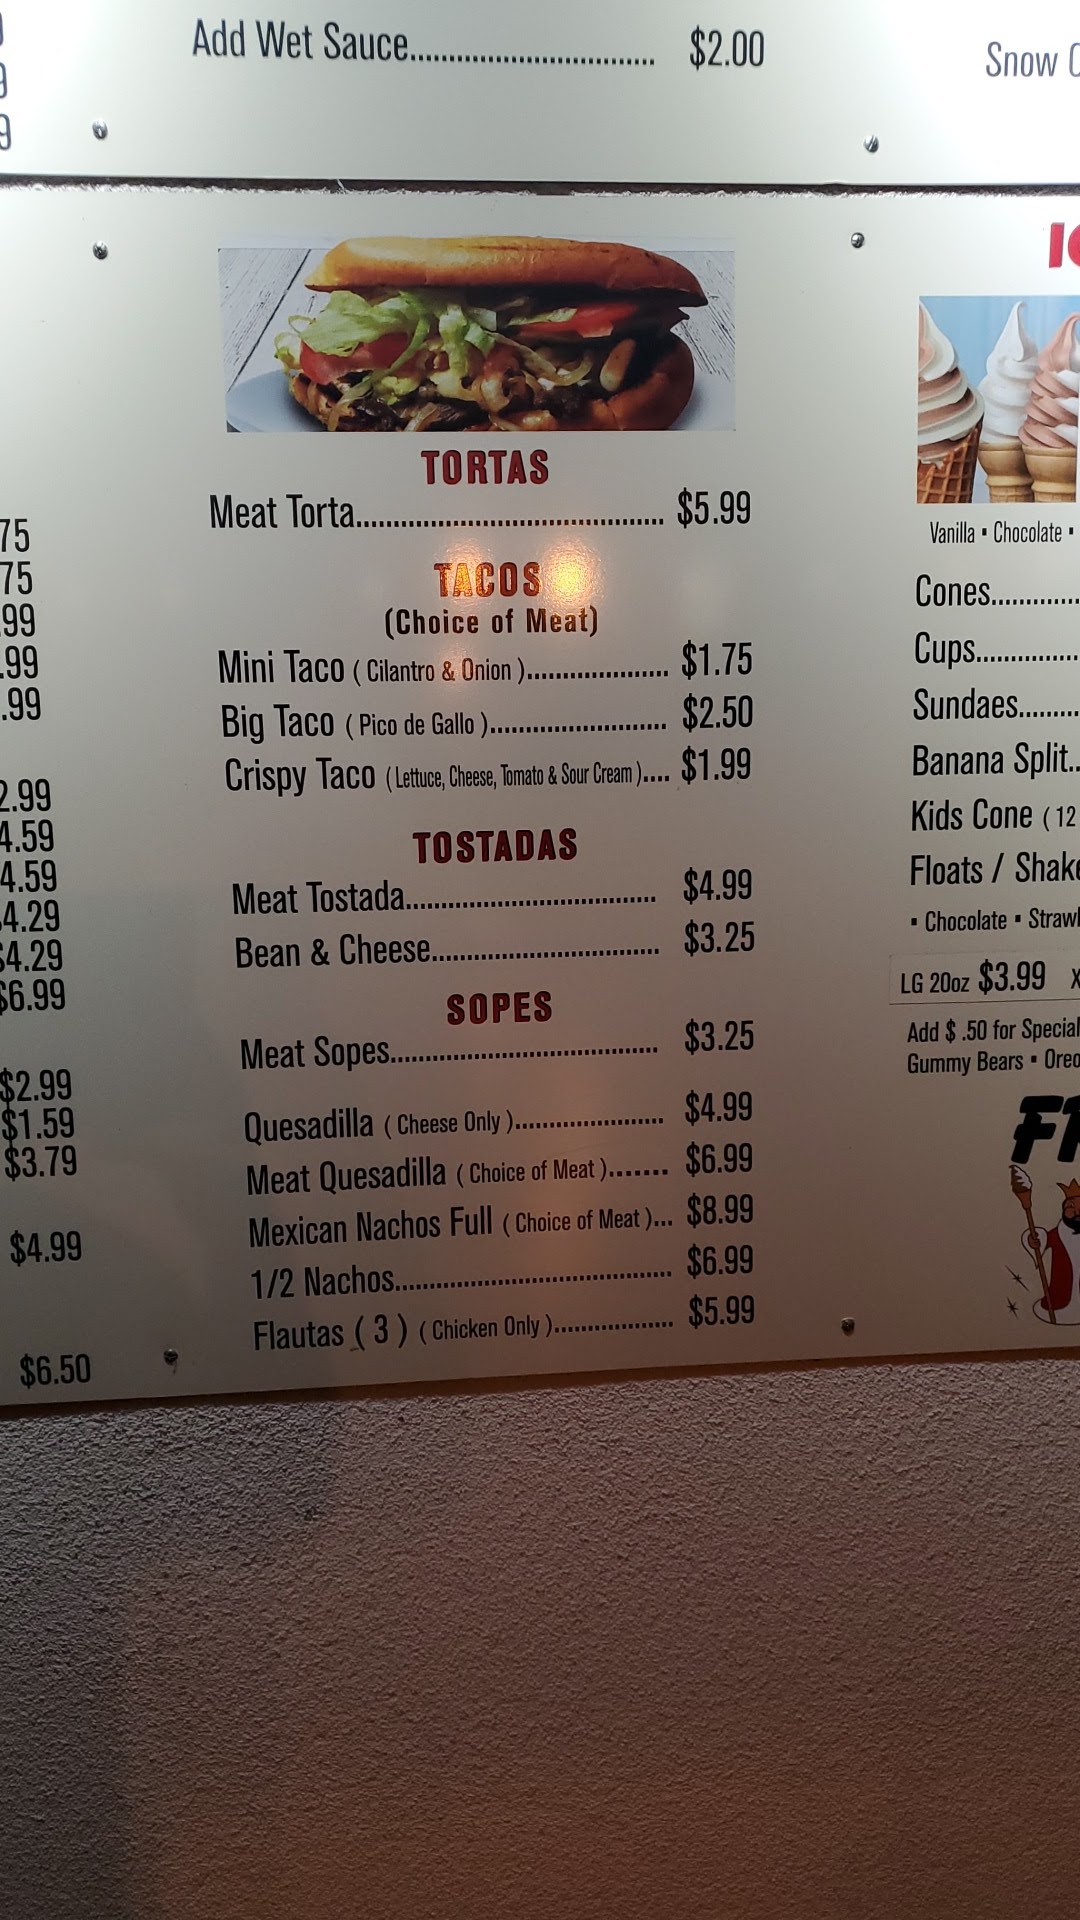 Add Wet Sauce............................... $2.00
Snow
TORTAS
Meat Torta........................................ $5.99
TACOS
(Choice of Meat)
Mini Taco ( Cilantro & Onion )................... $1.75
Big Taco ( Pico de Gallo )....................... $2.50
Crispy Taco ( Lettuce, Cheese, Tomato & Sour Cream ).... $1.99
TOSTADAS
Meat Tostada................................. $4.99
Bean & Cheese.............................. $3.25
SOPES
Meat Sopes................................... $3.25
Quesadilla ( Cheese Only ).................... $4.99
Meat Quesadilla ( Choice of Meat )....... $6.99
Mexican Nachos Full ( Choice of Meat )... $8.99
1/2 Nachos..................................... $6.99
Flautas ( 3 ) ( Chicken Only )................ $5.99
75
75
.99
.99
.99
2.99
4.59
4.59
4.29
$4.29
$6.99
$2.99
$1.59
$3.79
$4.99
$6.50
Vanilla • Chocolate •
Cones............
Cups.............
Sundaes........
Banana Split..
Kids Cone ( 12
Floats / Shake
• Chocolate •
LG 20oz $3.99
Add $ .50 for Special
Gummy Bears • Oreo